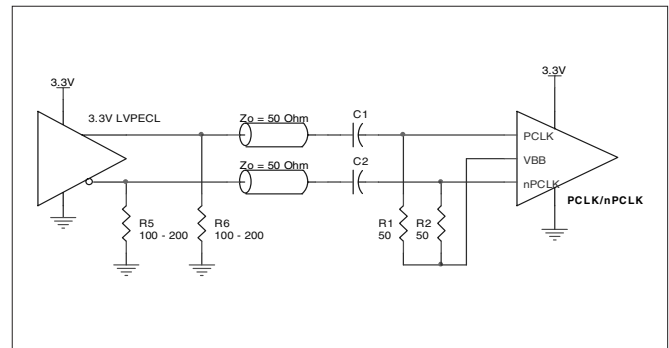 3.3V
3.3V LVPECL
Zo = 50 Ohm
C1
3.3V
PCLK
Zo = 50 Ohm
C2
VBB
nPCLK
PCLK/nPCLK
R5
100 - 200
R6
100 - 200
R1
50
R2
50